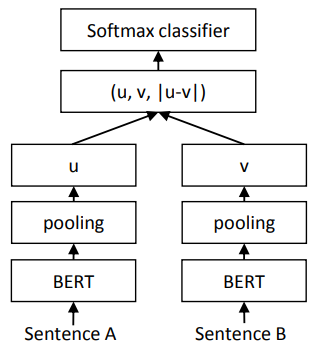 Softmax classifier
(u, v, |u-v|)
u v
pooling pooling
BERT BERT
Sentence A Sentence B